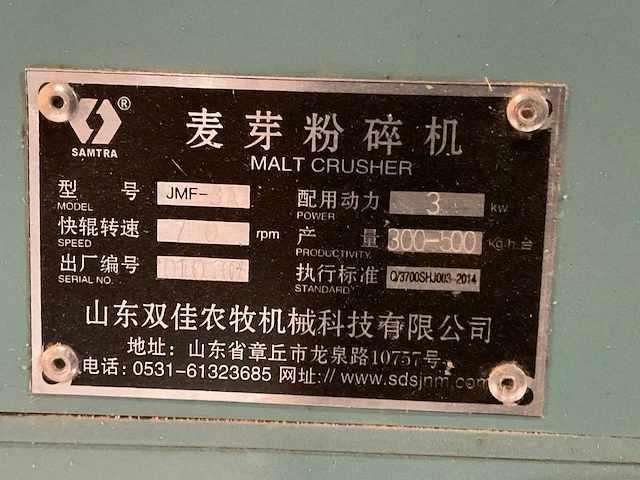 ®
SAMTRA
麦芽粉碎机
MALT CRUSHER
型 号 JMF-
MODEL
配用动力 3 kw
POWER
快辊转速 rpm
SPEED
产 量 300-500 kg/h.台
PRODUCTIVITY
出厂编号
SERIAL NO.
执行标准 Q/3700SHJ003-2014
STANDARD
山东双佳农牧机械科技有限公司
地址：山东省章丘市龙泉路10757号
电话：0531-61323685 网址：// www.sdsjnm.com